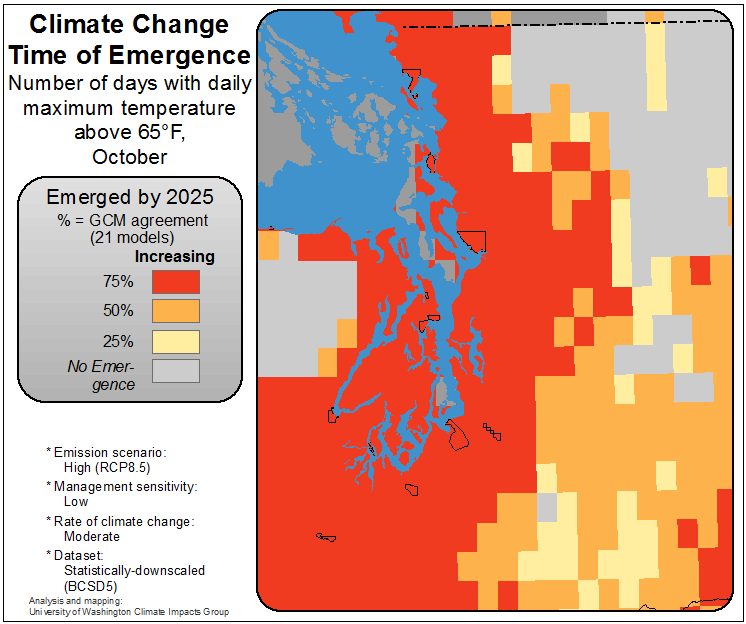 Climate Change
Time of Emergence
Number of days with daily
maximum temperature
above 65°F,
October
Emerged by 2025
% = GCM agreement
(21 models)
Increasing
75%
50%
25%
No Emer-
gence
* Emission scenario:
High (RCP8.5)
* Management sensitivity:
Low
* Rate of climate change:
Moderate
* Dataset:
Statistically-downscaled
(BCSD5)
Analysis and mapping:
University of Washington Climate Impacts Group